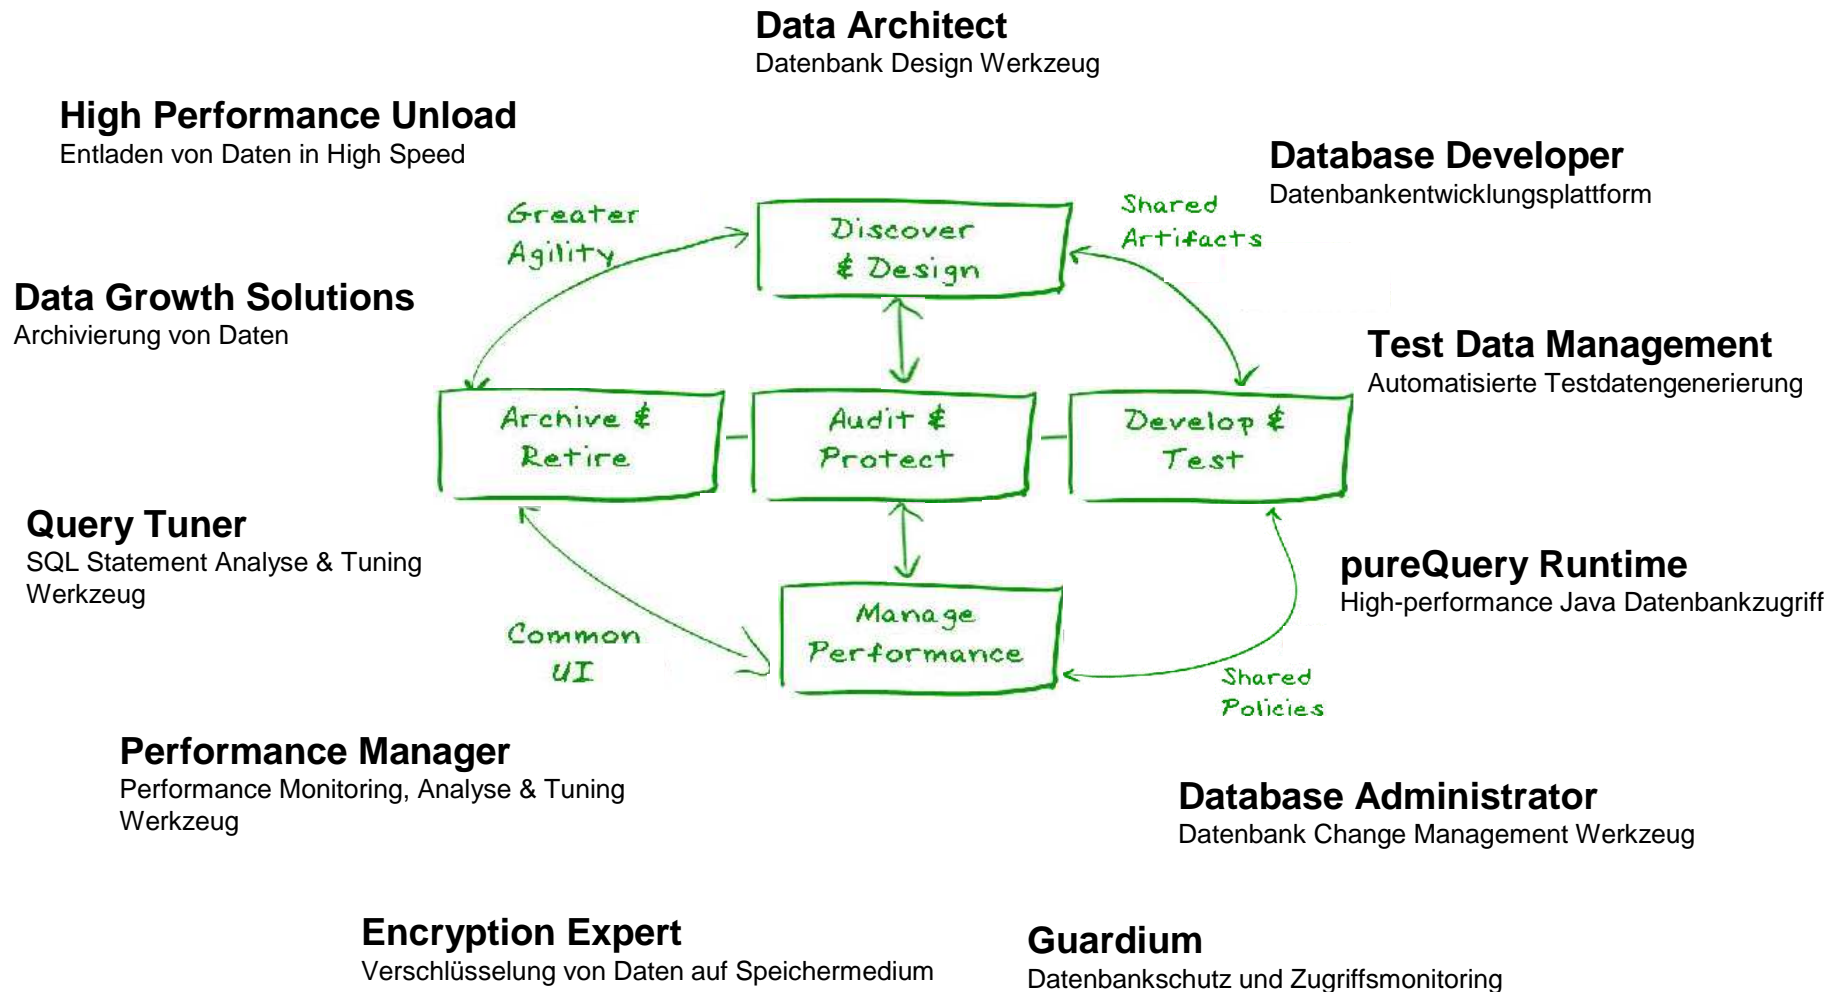 Data Architect
Datenbank Design Werkzeug
High Performance Unload
Entladen von Daten in High Speed
Database Developer
Datenbankentwicklungsplattform
Greater
Agility
Discover
& Design
Shared
Artifacts
Data Growth Solutions
Archivierung von Daten
Test Data Management
Automatisierte Testdatengenerierung
Archive &
Retire
Audit &
Protect
Develop &
Test
Query Tuner
SQL Statement Analyse & Tuning
Werkzeug
pureQuery Runtime
High-performance Java Datenbankzugriff
Common
UI
Manage
Performance
Shared
Policies
Performance Manager
Performance Monitoring, Analyse & Tuning
Werkzeug
Database Administrator
Datenbank Change Management Werkzeug
Encryption Expert
Verschlüsselung von Daten auf Speichermedium
Guardium
Datenbankschutz und Zugriffsmonitoring